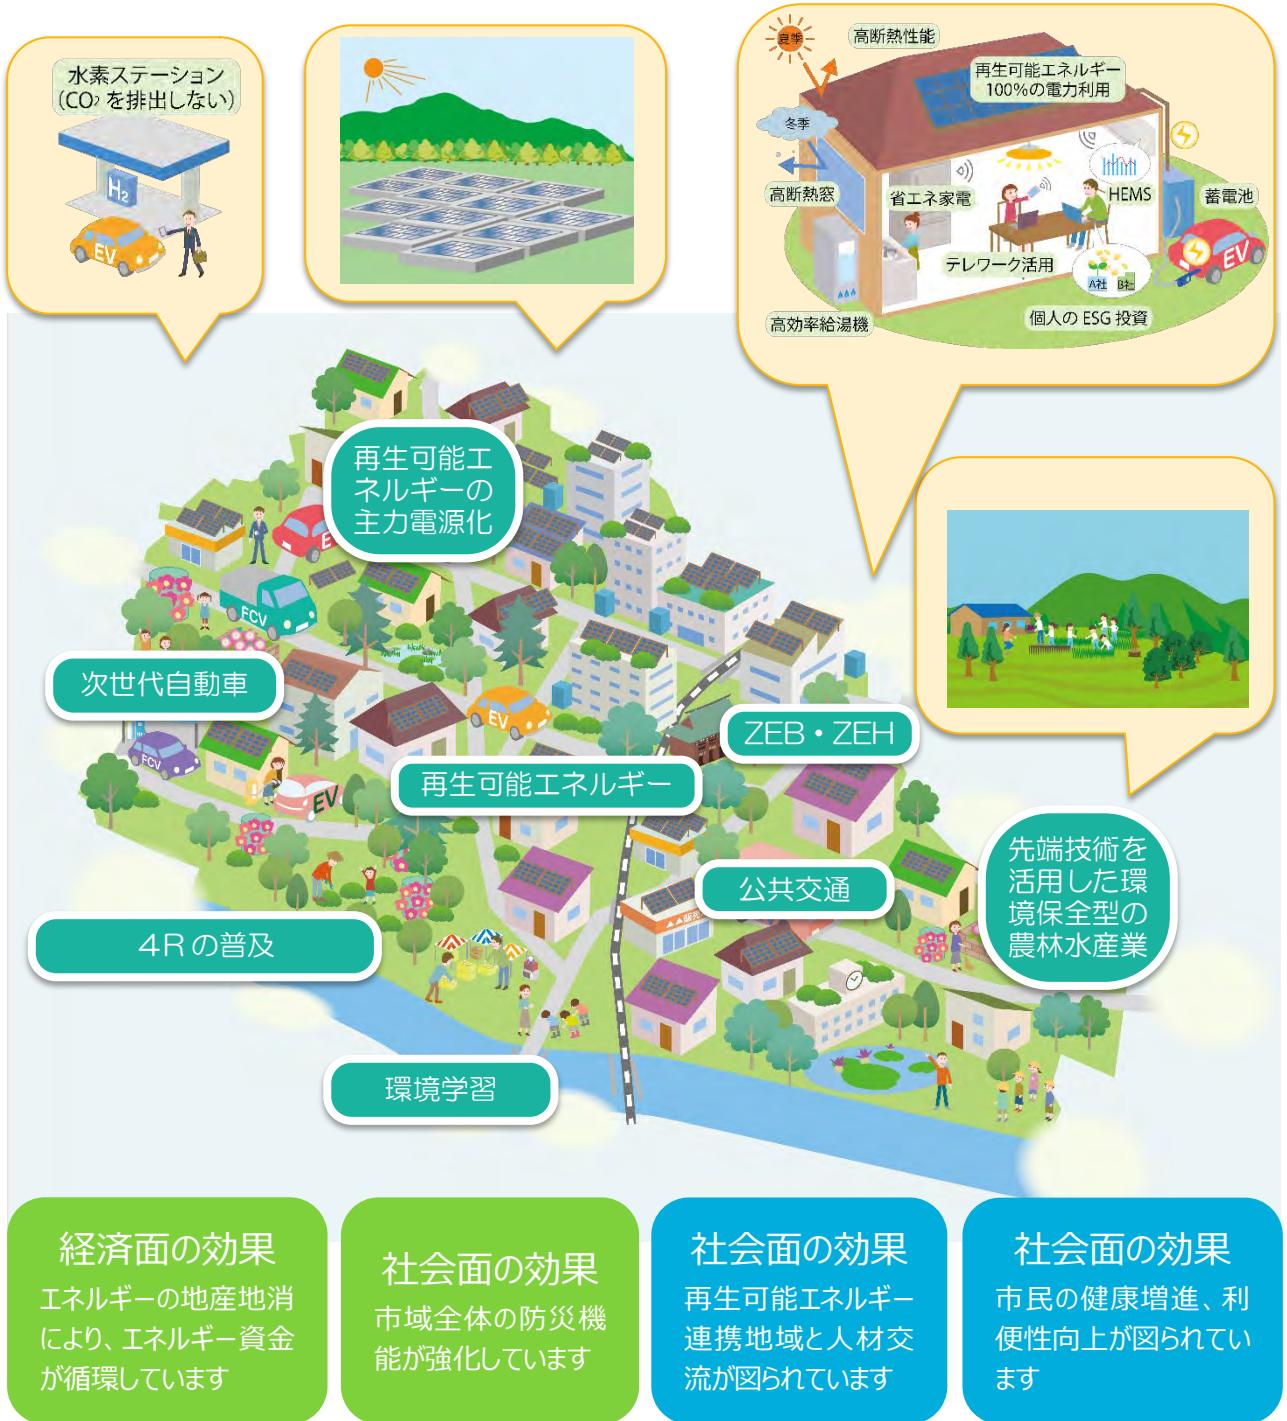 水素ステーション
(CO2 を排出しない)
H2
EV
夏季
高断熱性能
再生可能エネルギー
100%の電力利用
冬季
高断熱窓
省エネ家電
HEMS
蓄電池
EV
テレワーク活用
A社 B社
高効率給湯機
個人の ESG 投資
再生可能エ
ネルギーの
主力電源化
E
FCV
次世代自動車
EV
ZEB・ZEH
FCV
再生可能エネルギー
EV
公共交通
先端技術を
活用した環
境保全型の
農林水産業
4Rの普及
環境学習
経済面の効果
エネルギーの地産地消
により、エネルギー資金
が循環しています
社会面の効果
市域全体の防災機
能が強化しています
社会面の効果
再生可能エネルギー
連携地域と人材交
流が図られています
社会面の効果
市民の健康増進、利
便性向上が図られてい
ます